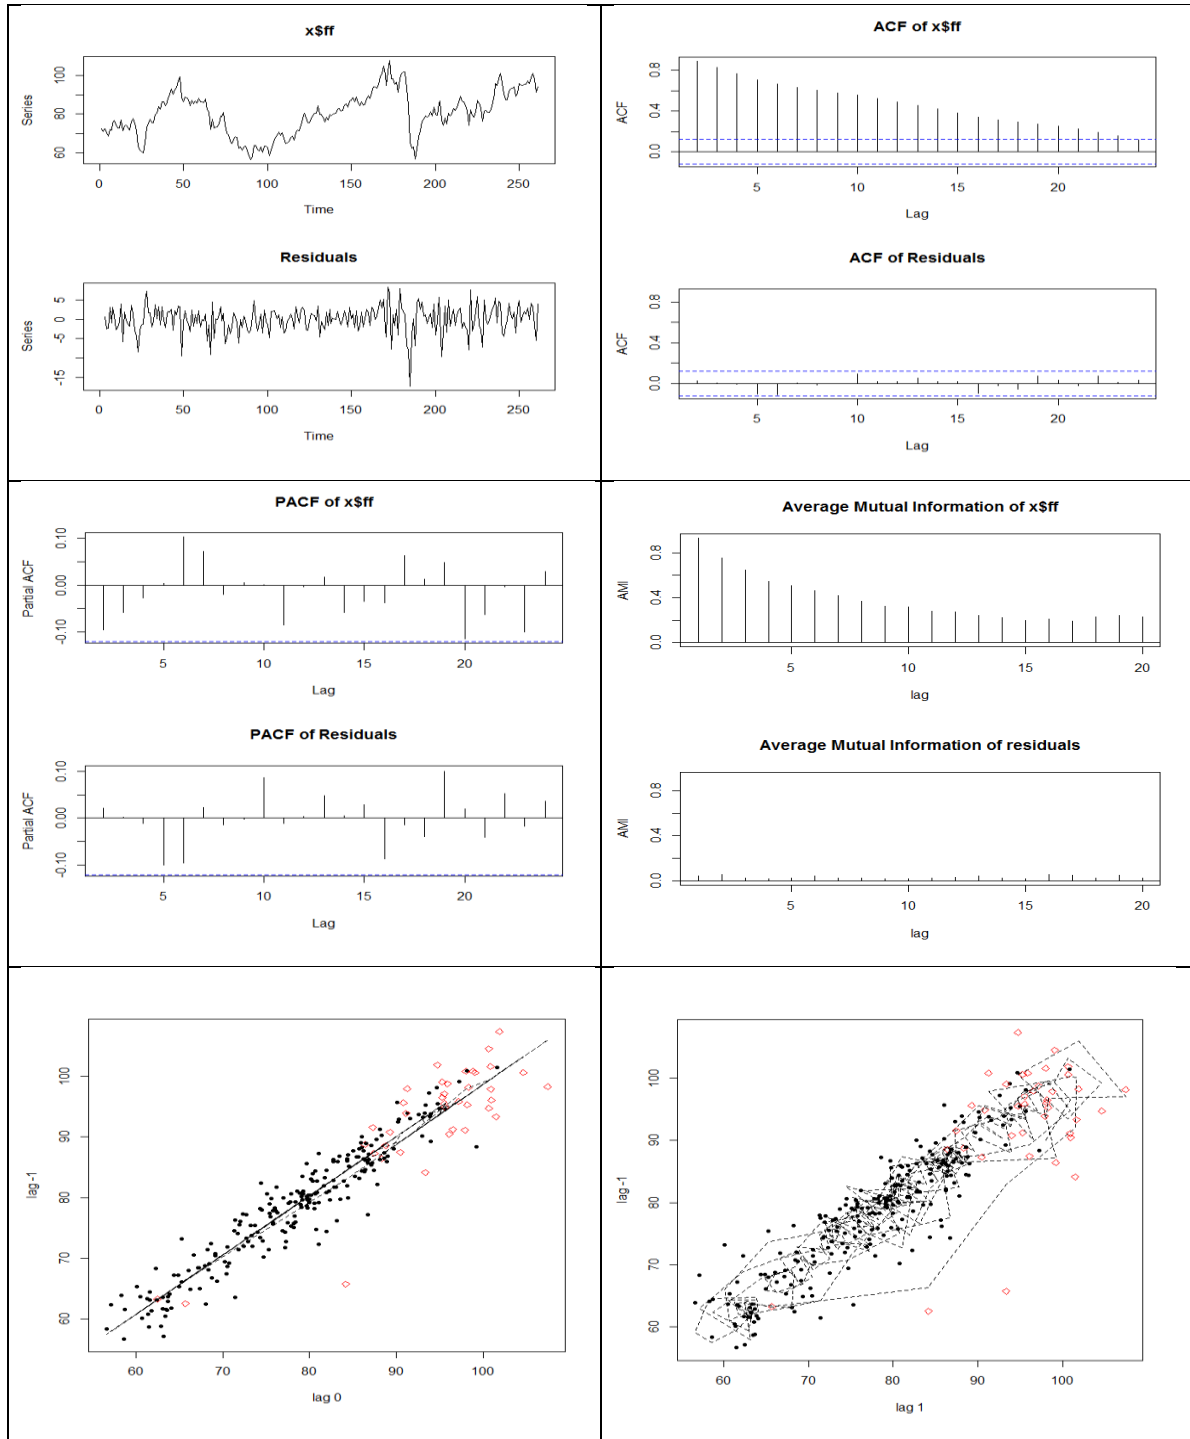 x$ff
Series
60 80 100
0 50 100 150 200 250
Time
Residuals
Series
-15 -5 0 5
0 50 100 150 200 250
Time
ACF of x$ff
ACF
0.0 0.4 0.8
5 10 15 20
Lag
ACF of Residuals
ACF
0.0 0.4 0.8
5 10 15 20
Lag
PACF of x$ff
Partial ACF
-0.10 0.00 0.10
5 10 15 20
Lag
PACF of Residuals
Partial ACF
-0.10 0.00 0.10
5 10 15 20
Lag
Average Mutual Information of x$ff
AMI
0.0 0.4 0.8
5 10 15 20
lag
Average Mutual Information of residuals
AMI
0.0 0.4 0.8
5 10 15 20
lag
lag -1
60 70 80 90 100
60 70 80 90 100
lag 0
lag -1
60 70 80 90 100
60 70 80 90 100
lag 1